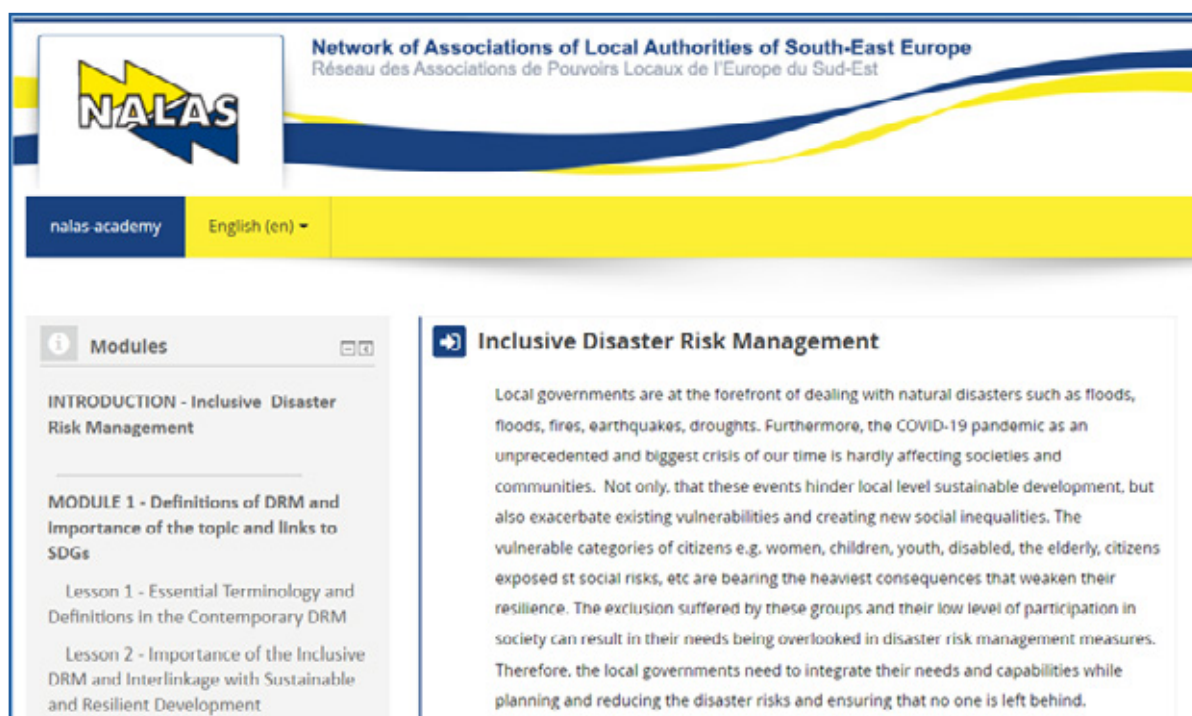 Network of Associations of Local Authorities of South-East Europe
Réseau des Associations de Pouvoirs Locaux de l'Europe du Sud-Est
NALAS
nalas-academy
English (en)
Modules
INTRODUCTION - Inclusive Disaster
Risk Management
MODULE 1 - Definitions of DRM and
Importance of the topic and links to
SDGs
Lesson 1 - Essential Terminology and
Definitions in the Contemporary DRM
Lesson 2 - Importance of the Inclusive
DRM and Interlinkage with Sustainable
and Resilient Development
Inclusive Disaster Risk Management
Local governments are at the forefront of dealing with natural disasters such as floods,
floods, fires, earthquakes, droughts. Furthermore, the COVID-19 pandemic as an
unprecedented and biggest crisis of our time is hardly affecting societies and
communities. Not only, that these events hinder local level sustainable development, but
also exacerbate existing vulnerabilities and creating new social inequalities. The
vulnerable categories of citizens e.g. women, children, youth, disabled, the elderly, citizens
exposed st social risks, etc are bearing the heaviest consequences that weaken their
resilience. The exclusion suffered by these groups and their low level of participation in
society can result in their needs being overlooked in disaster risk management measures.
Therefore, the local governments need to integrate their needs and capabilities while
planning and reducing the disaster risks and ensuring that no one is left behind.